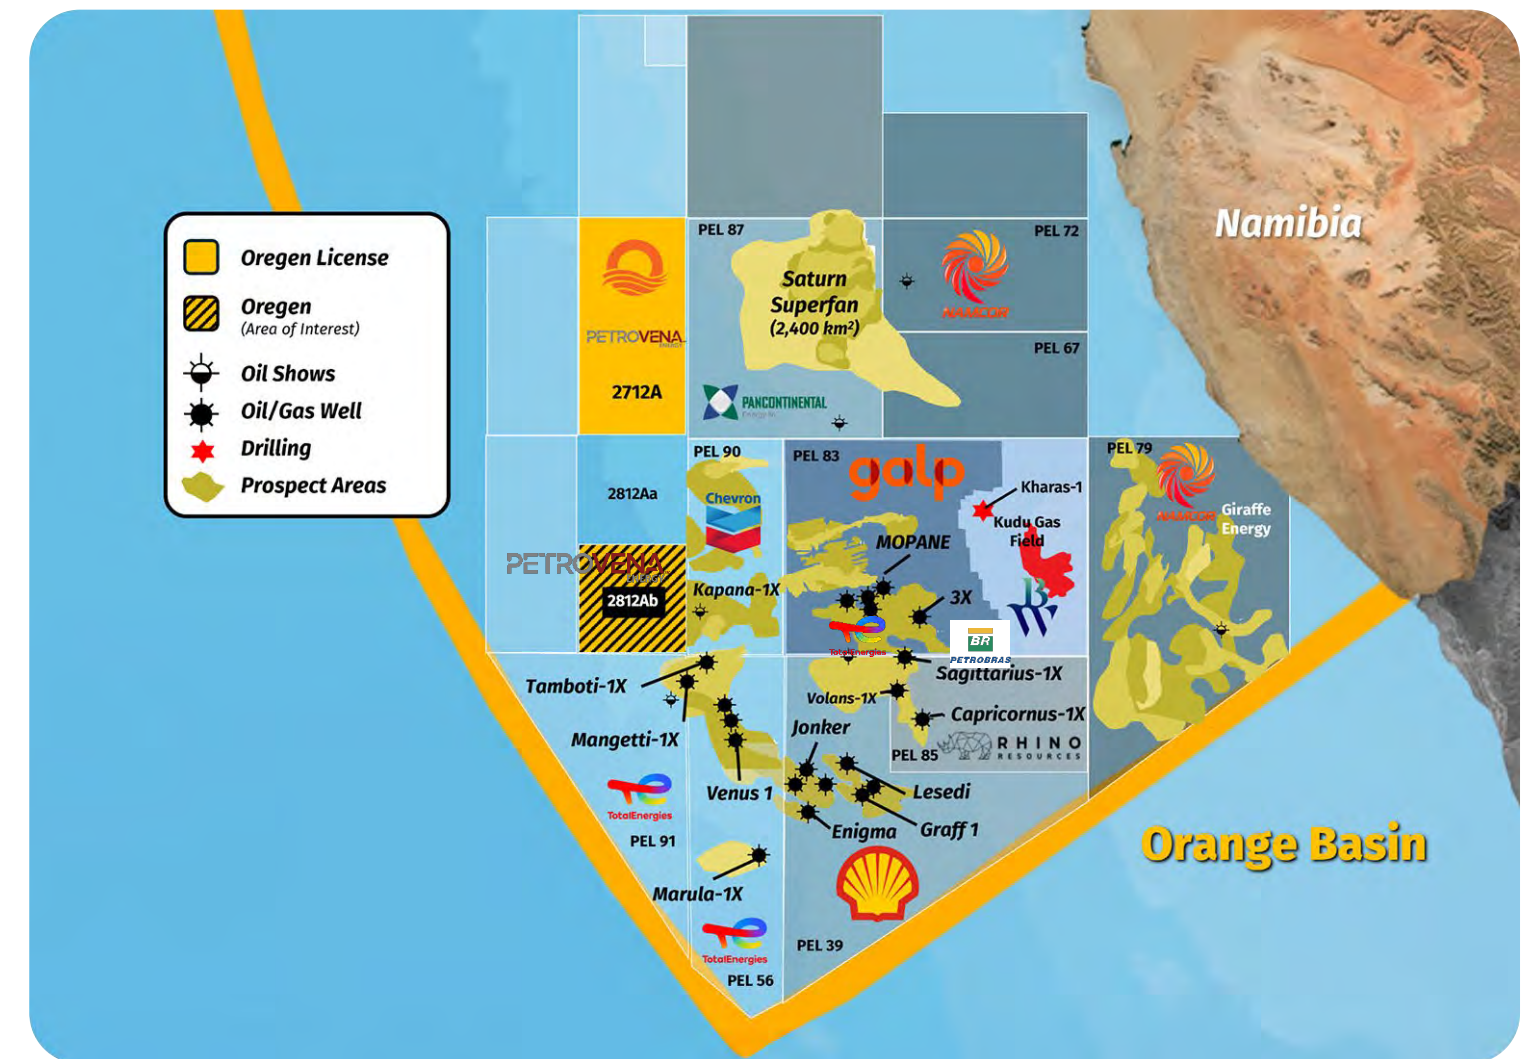 Namibia
Oregen License
Oregen
(Area of Interest)
Oil Shows
Oil/Gas Well
Drilling
Prospect Areas
PETROVENA
ENERGY
2712A
PEL 87
Saturn
Superfan
(2,400 km²)
PANCONTINENTAL
PEL 72
NAMCOR
PEL 67
2812Aa
PETROVENA
ENERGY
2812Ab
PEL 90
Chevron
Kapana-1X
PEL 83
galp
MOPANE
3X
TotalEnergies
Kharas-1
Kudu Gas
Field
BW
BR
PETROBRAS
PEL 79
NAMCOR
Giraffe
Energy
Tamboti-1X
Mangetti-1X
Venus 1
TotalEnergies
PEL 91
Marula-1X
TotalEnergies
PEL 56
Sagittarius-1X
Volans-1X
Capricornus-1X
PEL 85
RHINO
RESOURCES
Jonker
Lesedi
Graff 1
Enigma
PEL 39
Orange Basin